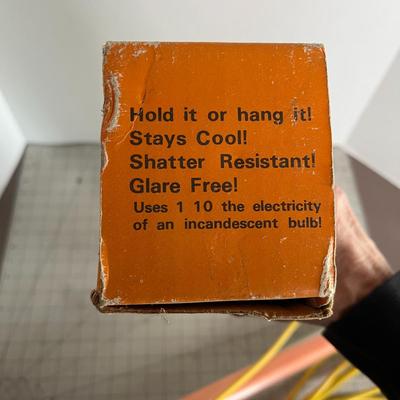 Hold it or hang it!
Stays Cool!
Shatter Resistant!
Glare Free!
Uses 1 10 the electricity
of an incandescent bulb!